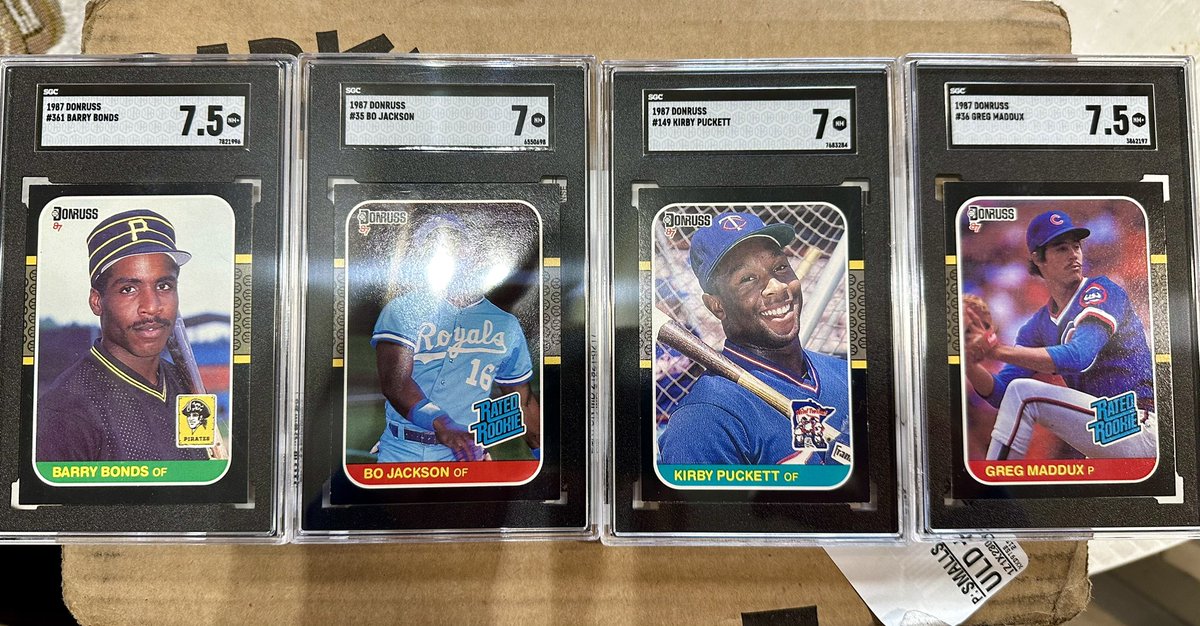 SGC
1987 DONRUSS
#361 BARRY BONDS
7.5 NM+
7821996
DONRUSS
87
P
PIRATES
BARRY BONDS OF
SGC
1987 DONRUSS
#35 BO JACKSON
7 NM
6550698
DONRUSS
87
Royals
16
RATED
ROOKIE
BO JACKSON OF
SGC
1987 DONRUSS
#149 KIRBY PUCKETT
7 NM
7683284
DONRUSS
87
TC
KIRBY PUCKETT OF
SGC
1987 DONRUSS
#36 GREG MADDUX
7.5 NM+
3862197
DONRUSS
87
C
RATED
ROOKIE
GREG MADDUX P
P: SMALLS
ULD